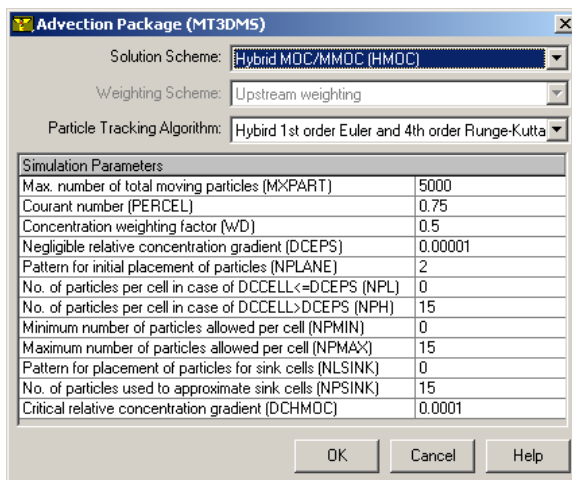 Advection Package (MT3DMS)
Solution Scheme: Hybrid MOC/MMOC (HMOC)
Weighting Scheme: Upstream weighting
Particle Tracking Algorithm: Hybird 1st order Euler and 4th order Runge-Kutta
Simulation Parameters
Max. number of total moving particles (MXPART) 5000
Courant number (PERCEL) 0.75
Concentration weighting factor (WD) 0.5
Negligible relative concentration gradient (DCEPS) 0.00001
Pattern for initial placement of particles (NPLANE) 2
No. of particles per cell in case of DCCELL<=DCEPS (NPL) 0
No. of particles per cell in case of DCCELL>DCEPS (NPH) 15
Minimum number of particles allowed per cell (NPMIN) 0
Maximum number of particles allowed per cell (NPMAX) 15
Pattern for placement of particles for sink cells (NLSINK) 0
No. of particles used to approximate sink cells (NPSINK) 15
Critical relative concentration gradient (DCHMOC) 0.0001
OK Cancel Help